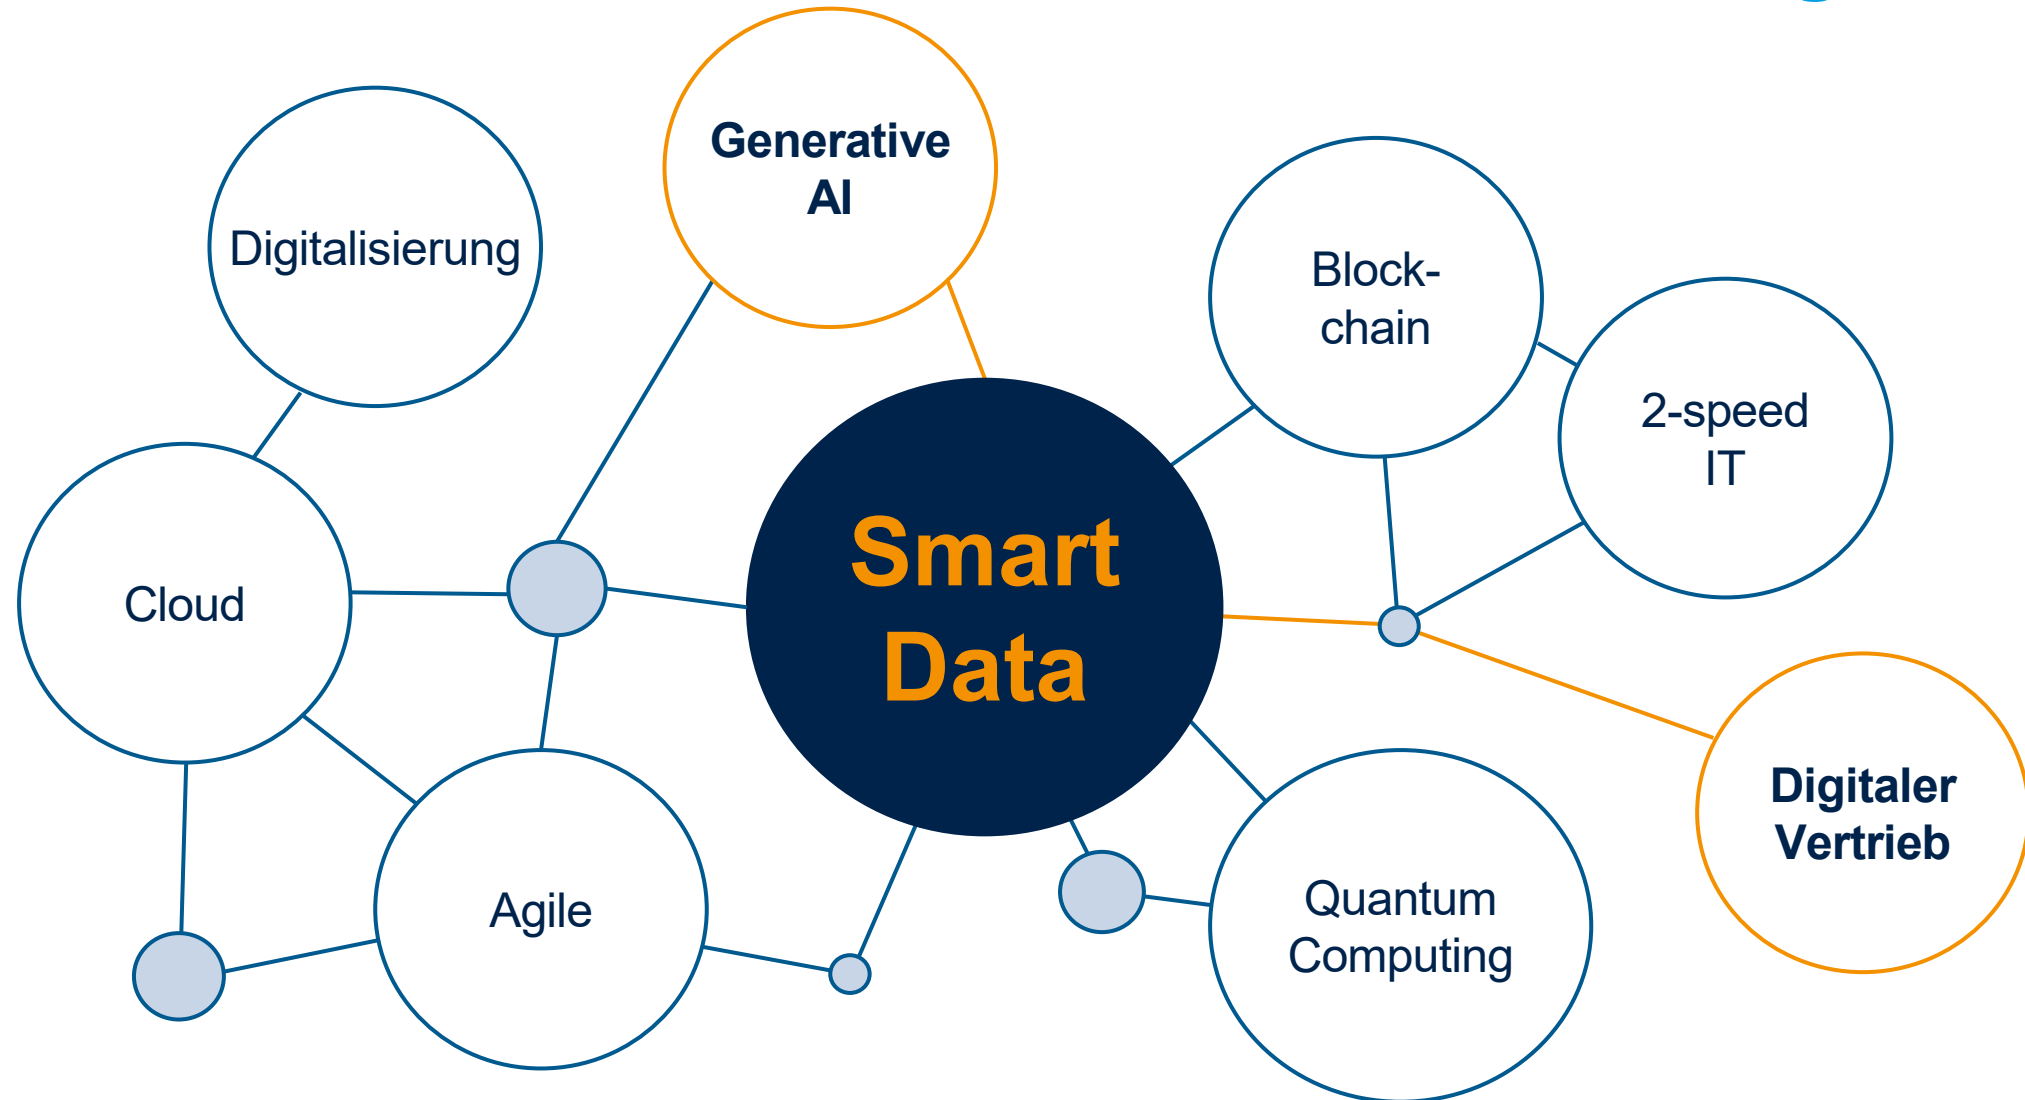 Generative
AI
Digitalisierung
Block-
chain
2-speed
IT
Smart
Data
Cloud
Digitaler
Vertrieb
Agile
Quantum
Computing